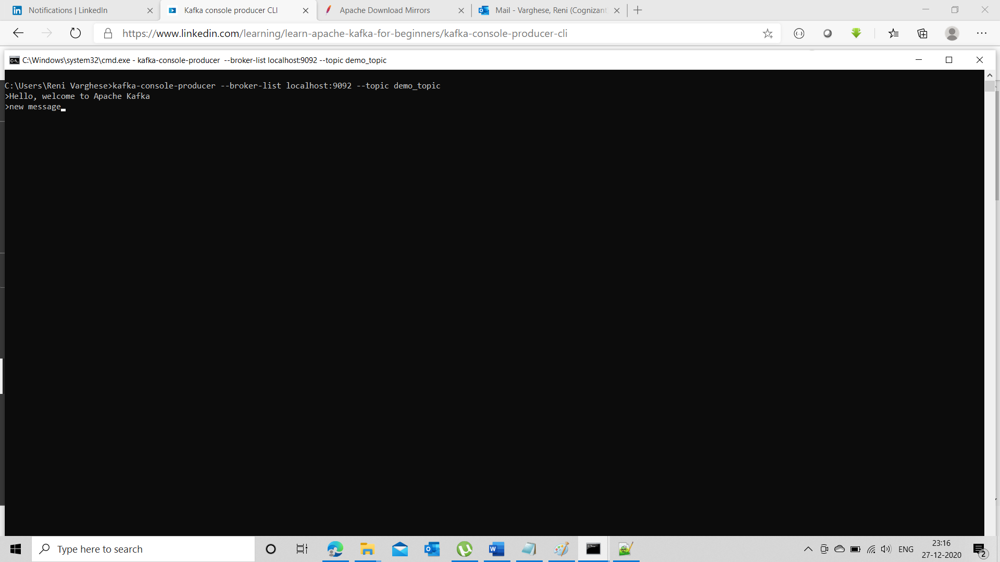 Notifications | LinkedIn
Kafka console producer CLI
Apache Download Mirrors
Mail - Varghese, Reni (Cognizant
https://www.linkedin.com/learning/learn-apache-kafka-for-beginners/kafka-console-producer-cli
C:\Windows\system32\cmd.exe - kafka-console-producer  --broker-list localhost:9092 --topic demo_topic
C:\Users\Reni Varghese>kafka-console-producer --broker-list localhost:9092 --topic demo_topic
>Hello, welcome to Apache Kafka
>new message
Type here to search
ENG
23:16
27-12-2020
2